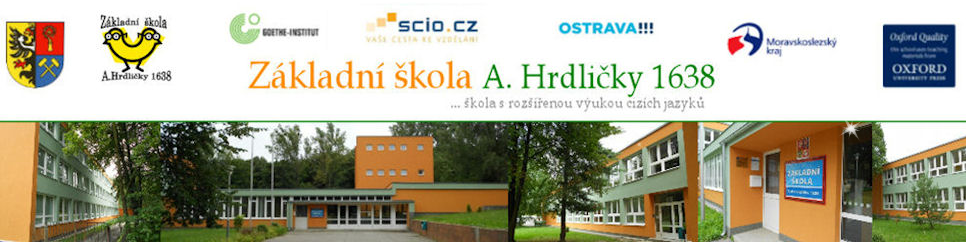 Základní škola
A.Hrdličky 1638
GOETHE-INSTITUT
scio.cz
VAŠE CESTA KE VZDĚLÁNÍ
OSTRAVA!!!
Moravskoslezský
kraj
Oxford Quality
OXFORD
UNIVERSITY PRESS
Základní škola A. Hrdličky 1638
... škola s rozšířenou výukou cizích jazyků
ZÁKLADNÍ
ŠKOLA